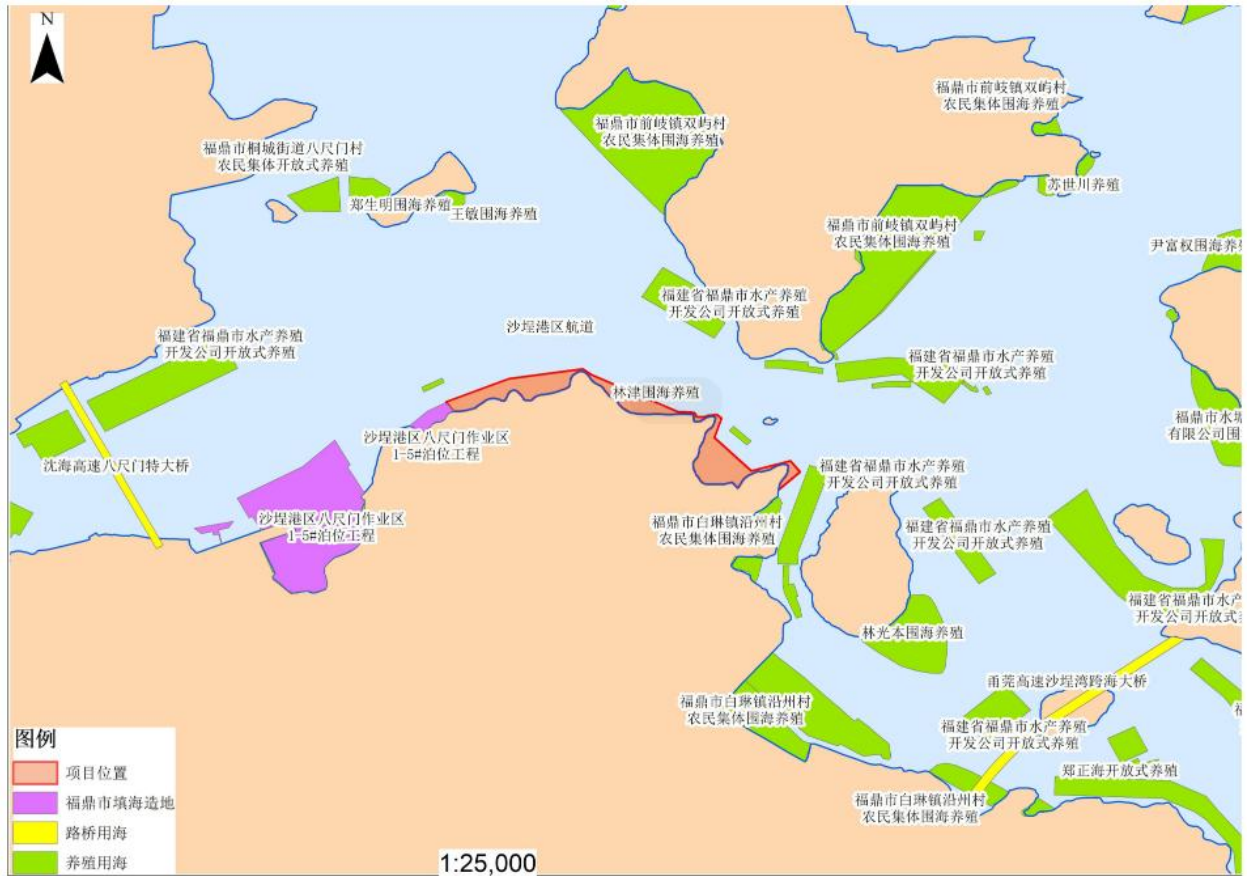 N
福鼎市前岐镇双屿村
农民集体围海养殖
福鼎市前岐镇双屿村
农民集体围海养殖
福鼎市桐城街道八尺门村
农民集体开放式养殖
郑生明围海养殖
王敏围海养殖
苏世川养殖
福鼎市前岐镇双屿村
农民集体围海养殖
尹富权围海养殖
福建省福鼎市水产养殖
开发公司开放式养殖
沙埕港区航道
福建省福鼎市水产养殖
开发公司开放式养殖
福建省福鼎市水产养殖
开发公司开放式养殖
林津围海养殖
福鼎市水
有限公司围
沙埕港区八尺门作业区
1-5#泊位工程
沈海高速八尺门特大桥
福建省福鼎市水产养殖
开发公司开放式养殖
沙埕港区八尺门作业区
1-5#泊位工程
福鼎市白琳镇沿州村
农民集体围海养殖
福建省福鼎市水产养殖
开发公司开放式养殖
福建省福鼎市水产
开发公司开放式
林光本围海养殖
甬莞高速沙埕湾跨海大桥
福鼎市白琳镇沿州村
农民集体围海养殖
福建省福鼎市水产养殖
开发公司开放式养殖
郑正海开放式养殖
福鼎市白琳镇沿州村
农民集体围海养殖
图例
项目位置
福鼎市填海造地
路桥用海
养殖用海
1:25,000